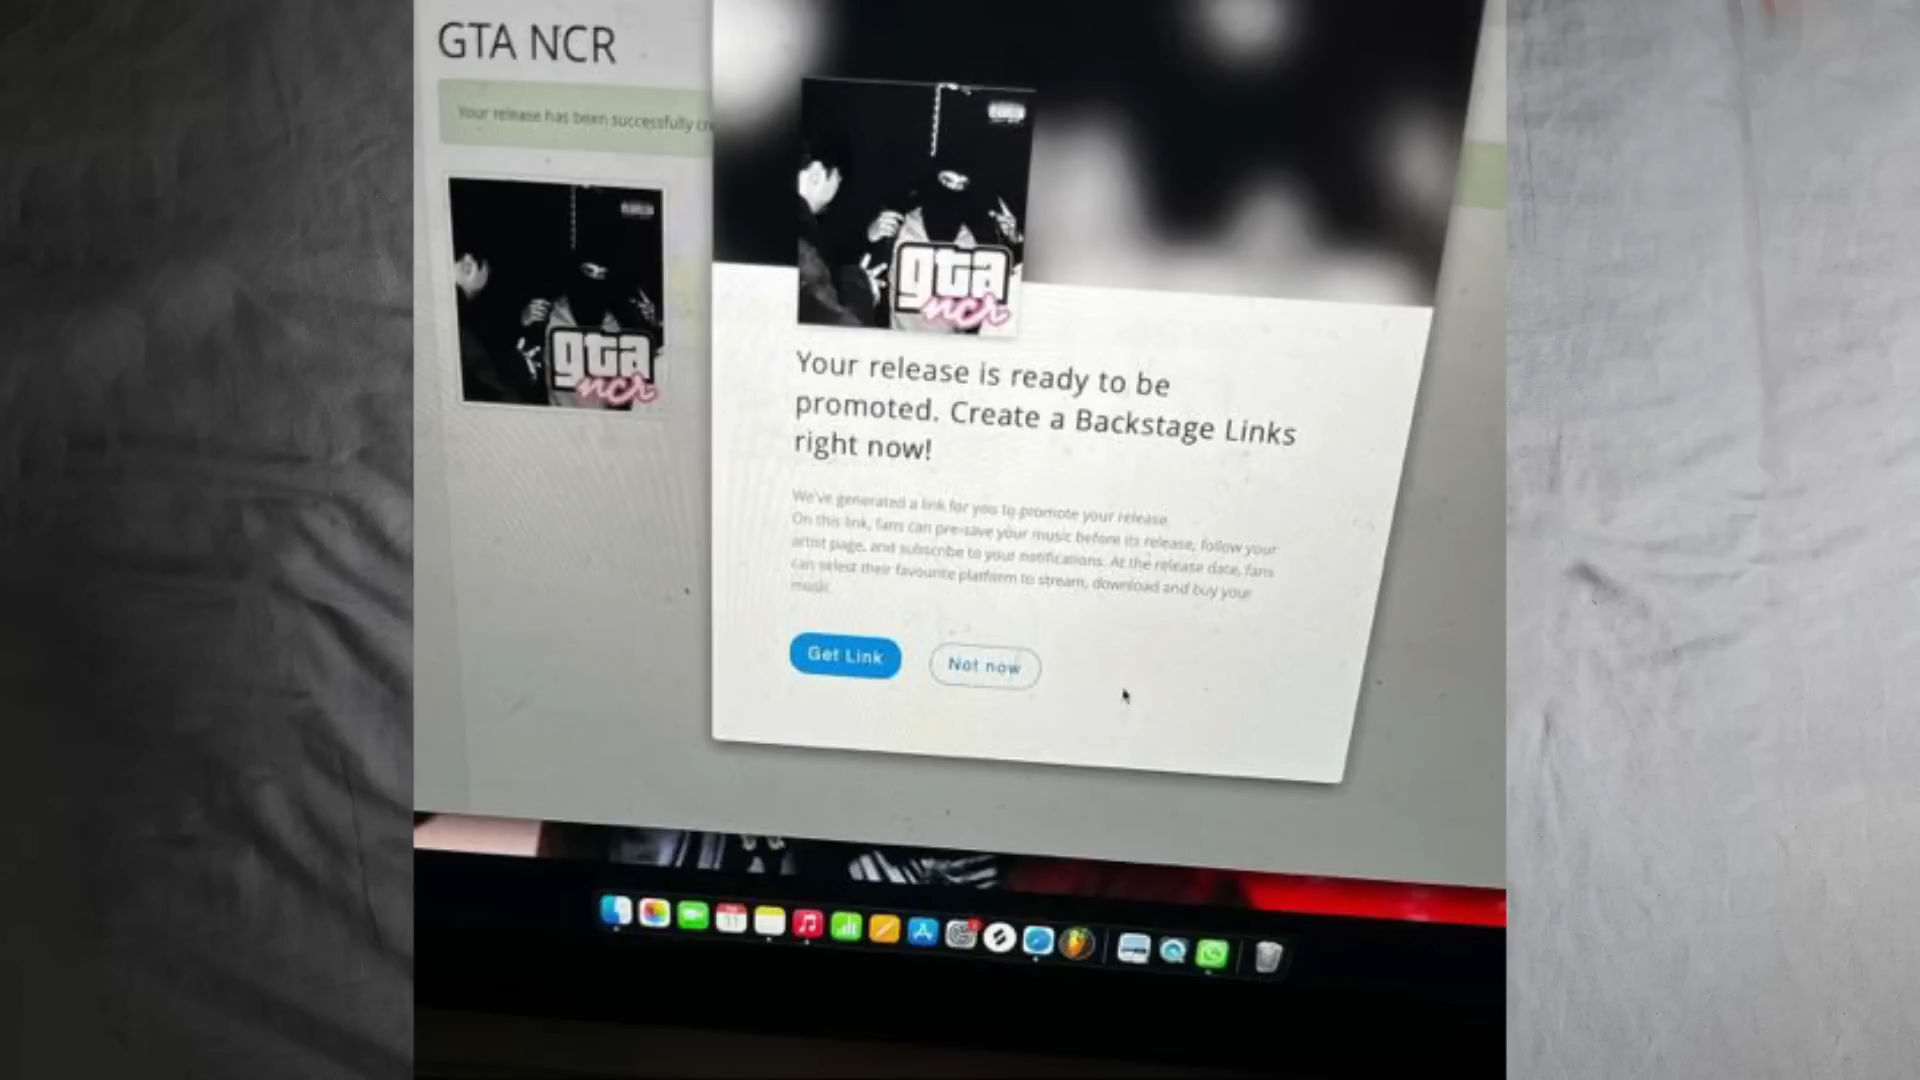 GTA NCR
Your release has been successfully
gta
ncr
gta
ncr
Your release is ready to be
promoted. Create a Backstage Links
right now!
We've generated a link for you to promote your release.
On this link, fans can pre-save your music before its release, follow your
artist page, and subscribe to your notifications. At the release date, fans
can select their favourite platform to stream, download and buy your
music.
Get Link
Not now